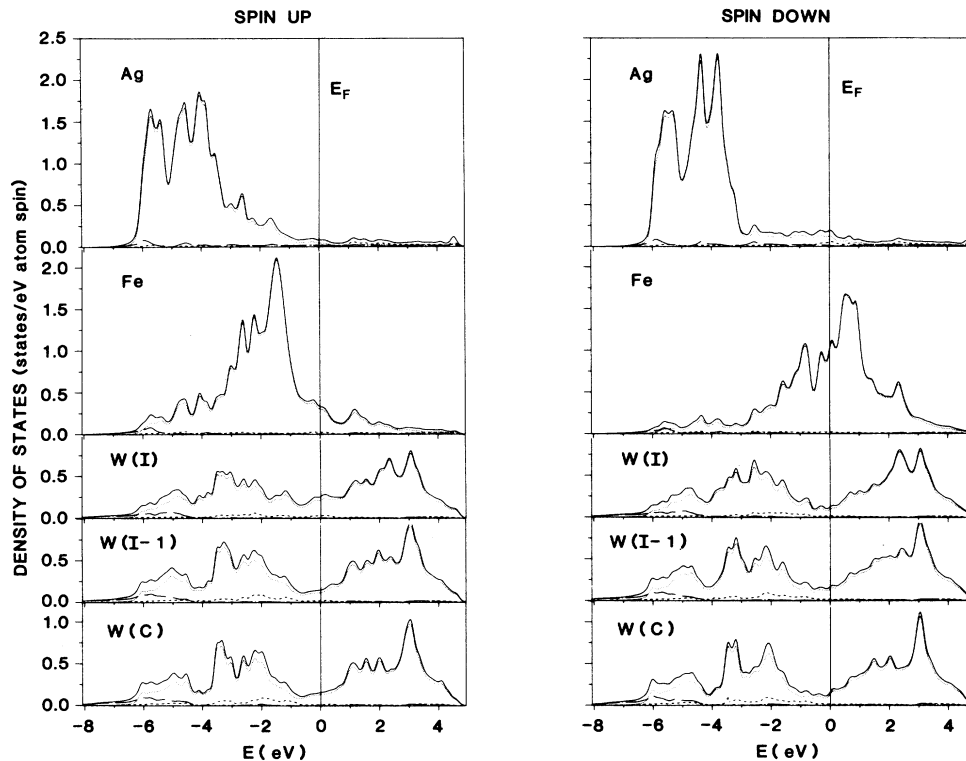 SPIN UP
SPIN DOWN
DENSITY OF STATES (states/eV atom spin)
2.5
2.0
1.5
1.0
0.5
0.0
Ag
E_F
Ag
E_F
2.0
1.5
1.0
0.5
0.0
Fe
Fe
0.5
0.0
W(I)
W(I)
0.5
0.0
W(I-1)
W(I-1)
1.0
0.5
0.0
W(C)
W(C)
-8 -6 -4 -2 0 2 4
-8 -6 -4 -2 0 2 4
E(eV)
E(eV)